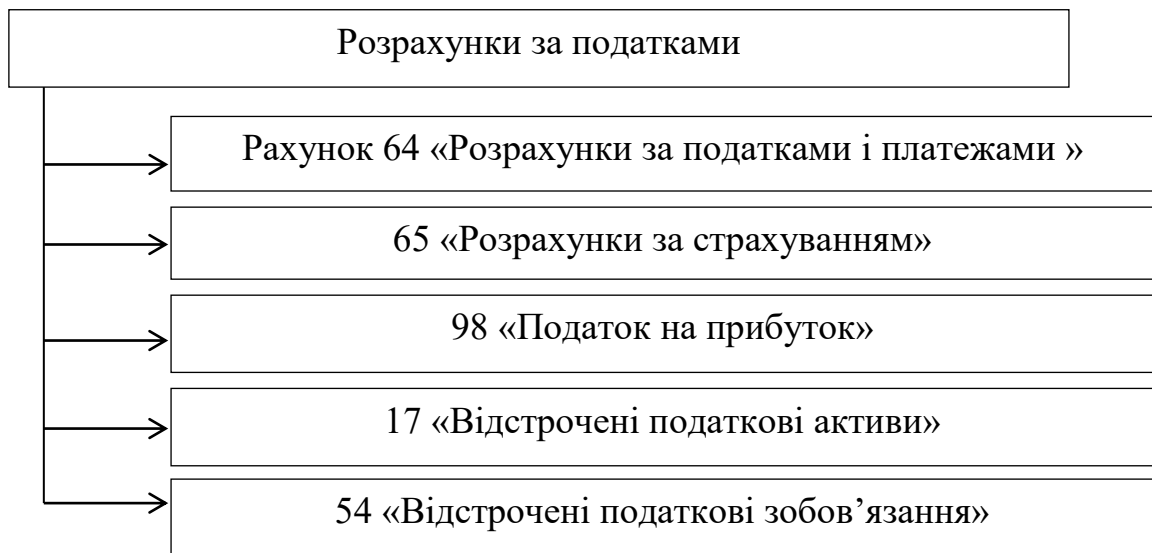 Розрахунки за податками
Рахунок 64 «Розрахунки за податками і платежами »
65 «Розрахунки за страхуванням»
98 «Податок на прибуток»
17 «Відстрочені податкові активи»
54 «Відстрочені податкові зобов’язання»